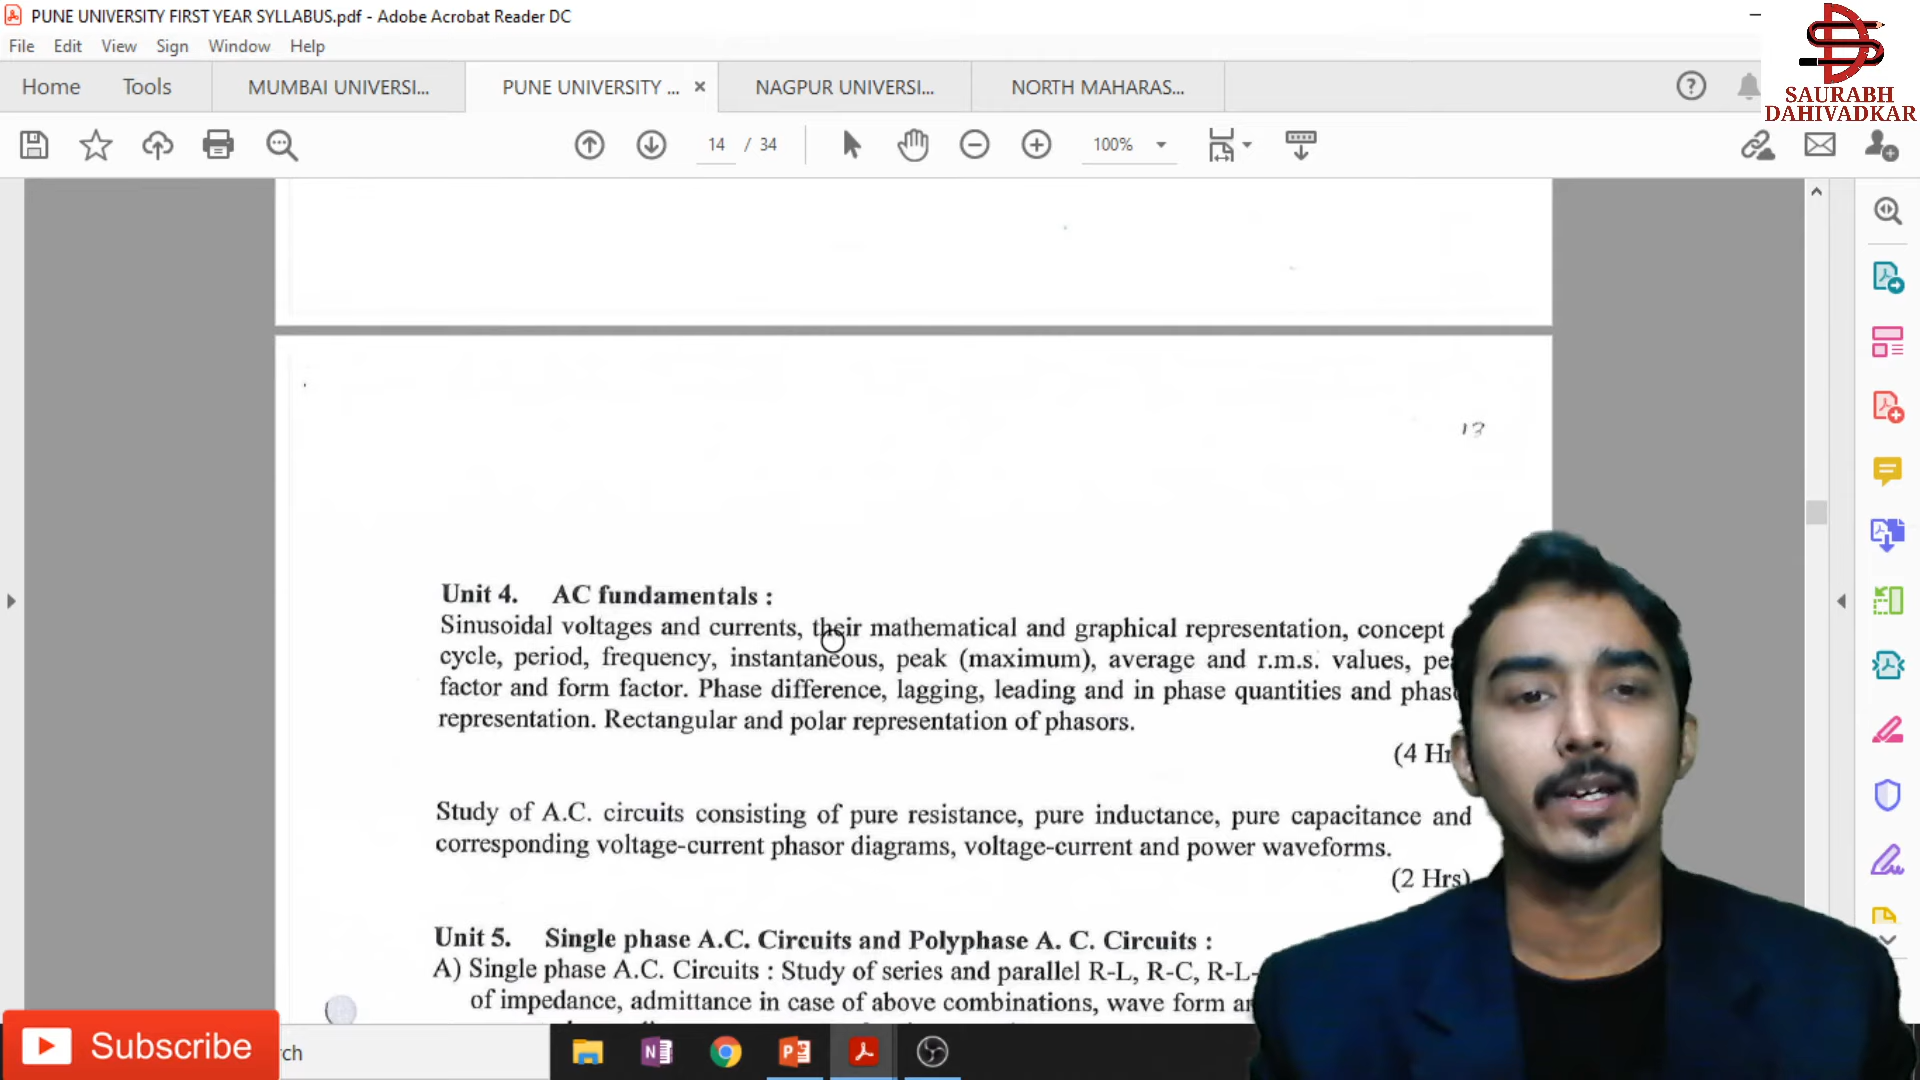 PUNE UNIVERSITY FIRST YEAR SYLLABUS.pdf - Adobe Acrobat Reader DC
File Edit View Sign Window Help
Home Tools MUMBAI UNIVERSI... PUNE UNIVERSITY ... × NAGPUR UNIVERSI... NORTH MAHARAS...
SAURABH
DAHIVADKAR
14 / 34 100%
13
Unit 4. AC fundamentals :
Sinusoidal voltages and currents, their mathematical and graphical representation, concept
cycle, period, frequency, instantaneous, peak (maximum), average and r.m.s. values,
factor and form factor. Phase difference, lagging, leading and in phase quantities and
representation. Rectangular and polar representation of phasors.
(4
Study of A.C. circuits consisting of pure resistance, pure inductance, pure capacitance and
corresponding voltage-current phasor diagrams, voltage-current and power waveforms.
(2 Hrs)
Unit 5. Single phase A.C. Circuits and Polyphase A. C. Circuits :
A) Single phase A.C. Circuits : Study of series and parallel R-L, R-C, R-L-
of impedance, admittance in case of above combinations, wave form
Subscribe
rch